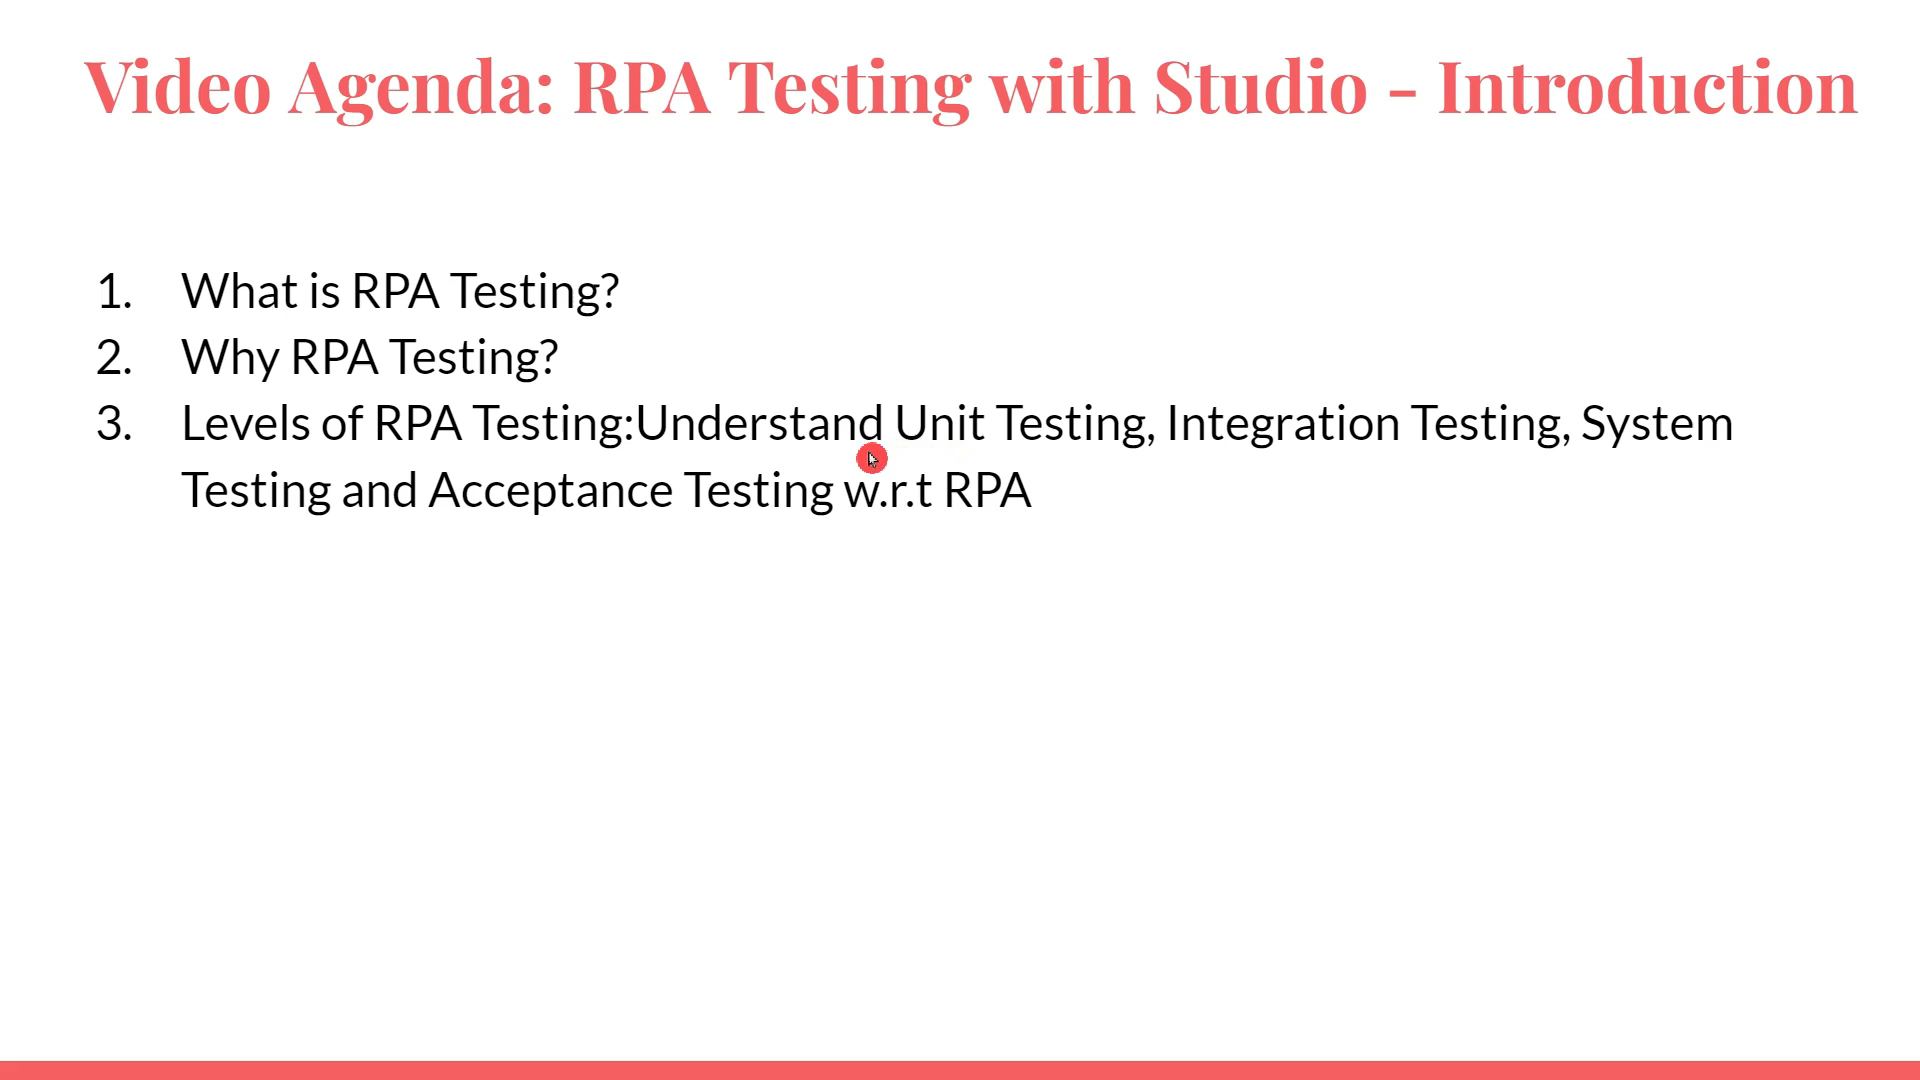 Video Agenda: RPA Testing with Studio - Introduction
1. What is RPA Testing?
2. Why RPA Testing?
3. Levels of RPA Testing:Understand Unit Testing, Integration Testing, System
Testing and Acceptance Testing w.r.t RPA